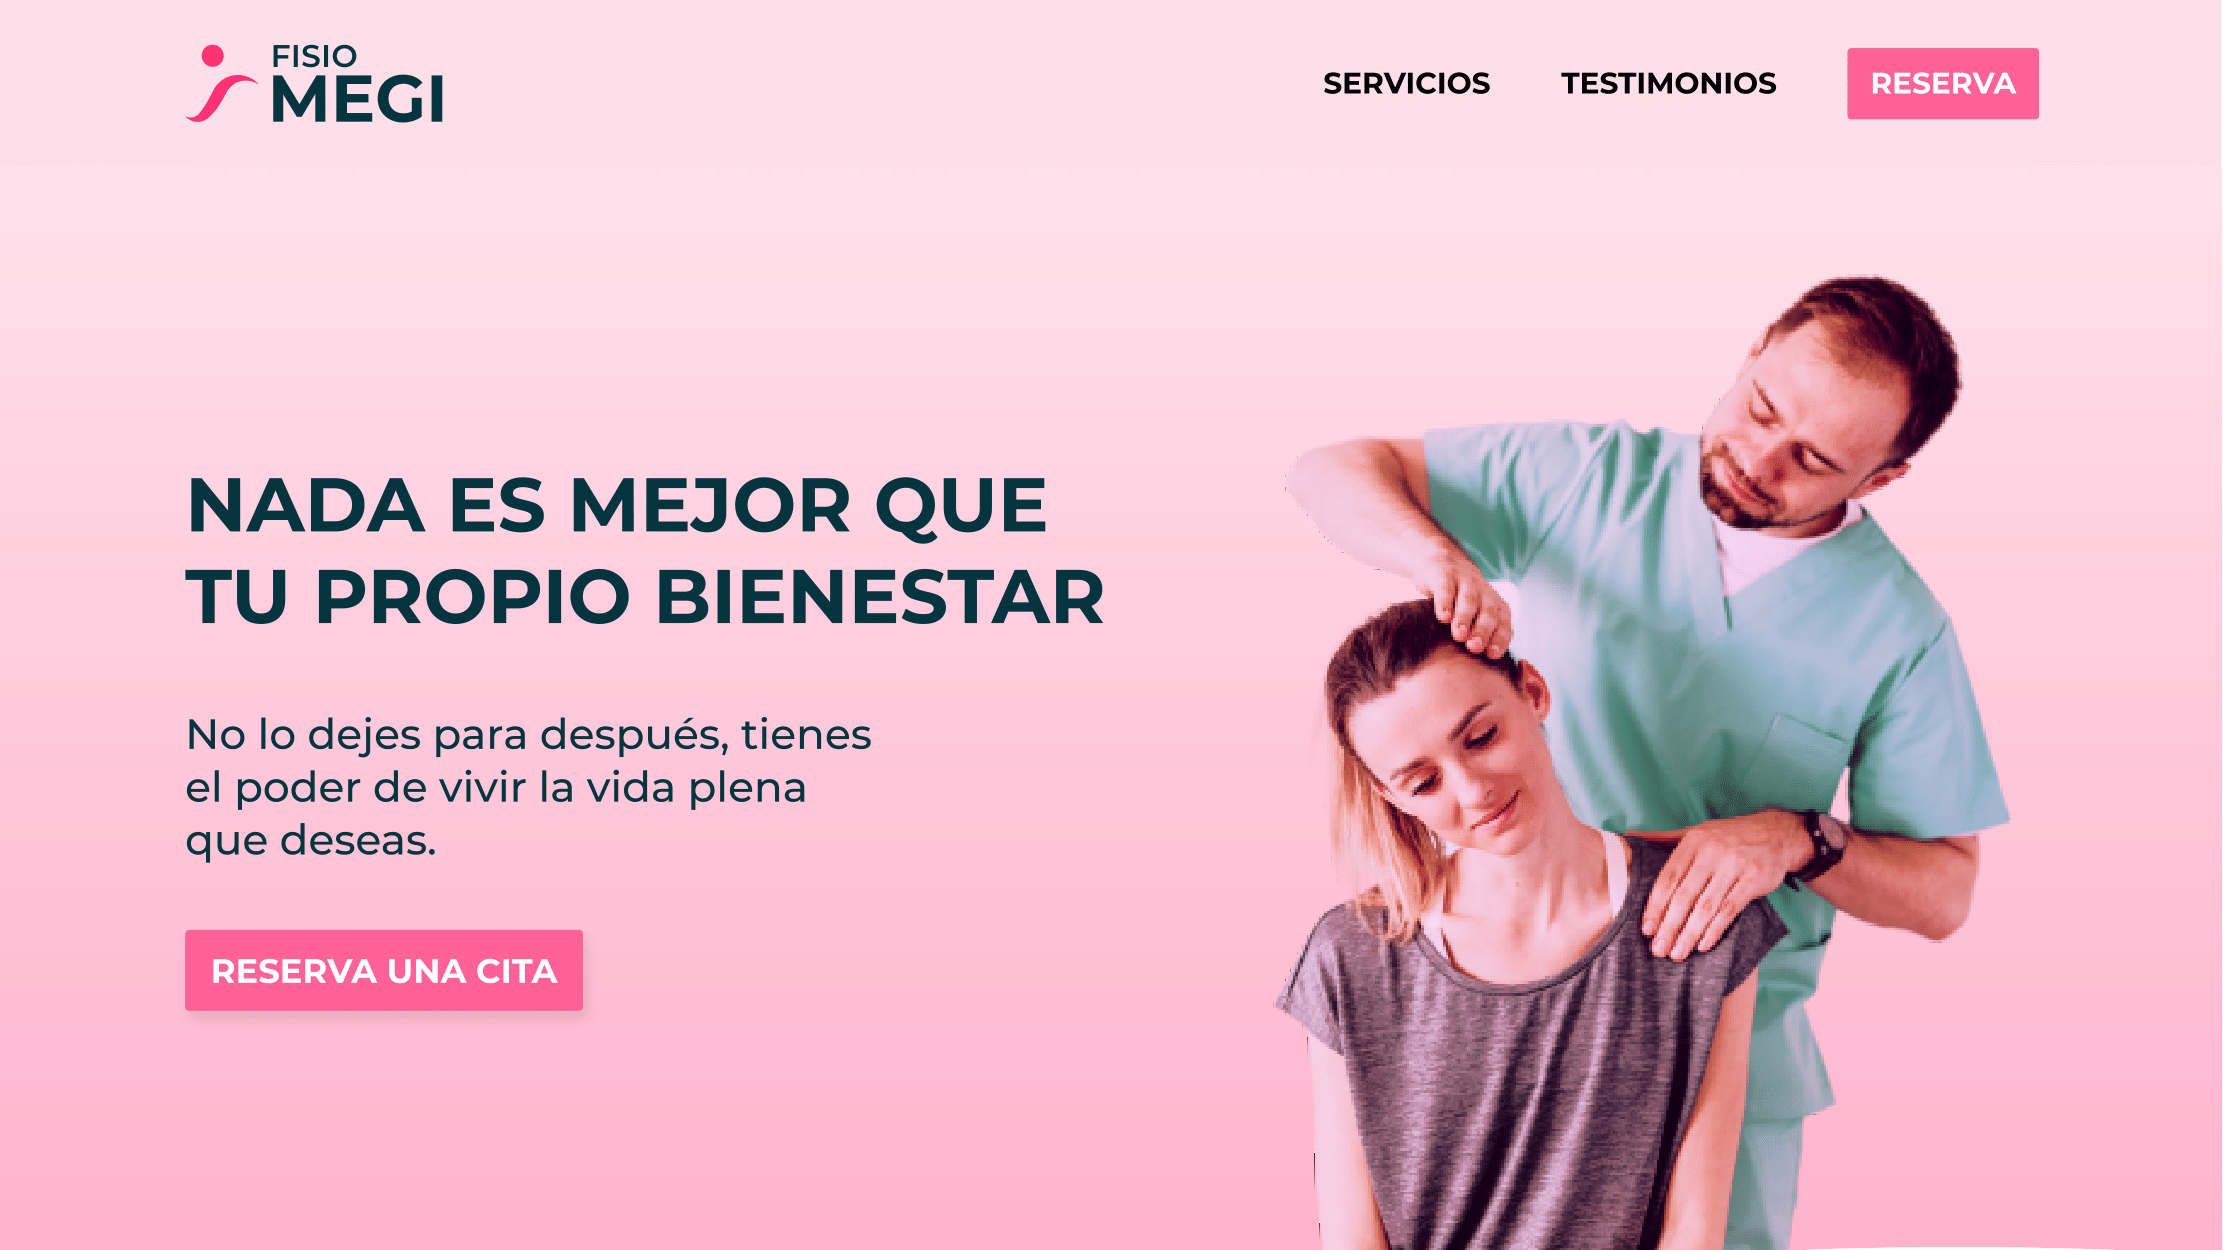 FISIO
MEGI
SERVICIOS
TESTIMONIOS
RESERVA
NADA ES MEJOR QUE
TU PROPIO BIENESTAR
No lo dejes para después, tienes
el poder de vivir la vida plena
que deseas.
RESERVA UNA CITA